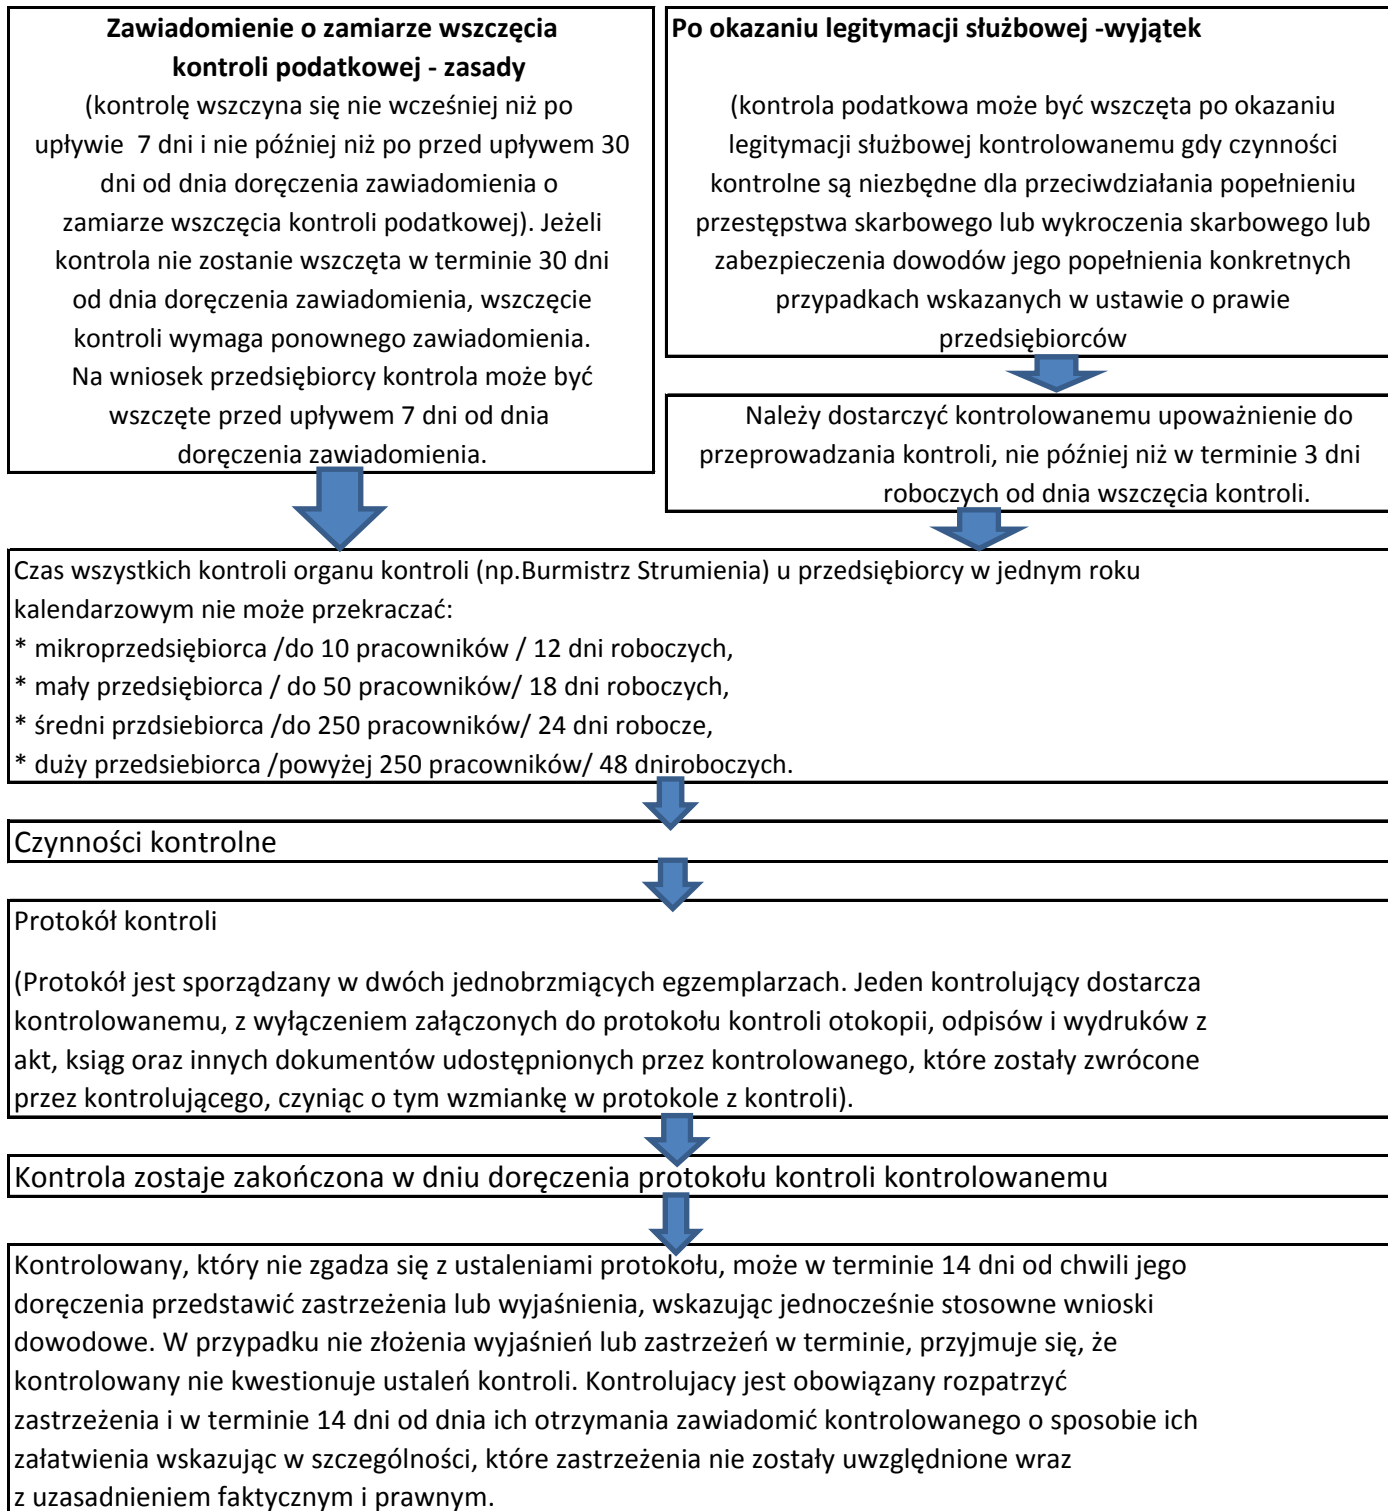 Zawiadomienie o zamiarze wszczęcia
kontroli podatkowej - zasady
(kontrolę wszczyna się nie wcześniej niż po
upływie 7 dni i nie później niż po przed upływem 30
dni od dnia doręczenia zawiadomienia o
zamiarze wszczęcia kontroli podatkowej). Jeżeli
kontrola nie zostanie wszczęta w terminie 30 dni
od dnia doręczenia zawiadomienia, wszczęcie
kontroli wymaga ponownego zawiadomienia.
Na wniosek przedsiębiorcy kontrola może być
wszczęte przed upływem 7 dni od dnia
doręczenia zawiadomienia.
Po okazaniu legitymacji służbowej -wyjątek
(kontrola podatkowa może być wszczęta po okazaniu
legitymacji służbowej kontrolowanemu gdy czynności
kontrolne są niezbędne dla przeciwdziałania popełnieniu
przestępstwa skarbowego lub wykroczenia skarbowego lub
zabezpieczenia dowodów jego popełnienia konkretnych
przypadkach wskazanych w ustawie o prawie
przedsiębiorców
Należy dostarczyć kontrolowanemu upoważnienie do
przeprowadzania kontroli, nie później niż w terminie 3 dni
roboczych od dnia wszczęcia kontroli.
Czas wszystkich kontroli organu kontroli (np.Burmistrz Strumienia) u przedsiębiorcy w jednym roku
kalendarzowym nie może przekraczać:
* mikroprzedsiębiorca /do 10 pracowników / 12 dni roboczych,
* mały przedsiębiorca / do 50 pracowników/ 18 dni roboczych,
* średni przdsiebiorca /do 250 pracowników/ 24 dni robocze,
* duży przedsiebiorca /powyżej 250 pracowników/ 48 dniroboczych.
Czynności kontrolne
Protokół kontroli
(Protokół jest sporządzany w dwóch jednobrzmiących egzemplarzach. Jeden kontrolujący dostarcza
kontrolowanemu, z wyłączeniem załączonych do protokołu kontroli otokopii, odpisów i wydruków z
akt, ksiąg oraz innych dokumentów udostępnionych przez kontrolowanego, które zostały zwrócone
przez kontrolującego, czyniąc o tym wzmiankę w protokole z kontroli).
Kontrola zostaje zakończona w dniu doręczenia protokołu kontroli kontrolowanemu
Kontrolowany, który nie zgadza się z ustaleniami protokołu, może w terminie 14 dni od chwili jego
doręczenia przedstawić zastrzeżenia lub wyjaśnienia, wskazując jednocześnie stosowne wnioski
dowodowe. W przypadku nie złożenia wyjaśnień lub zastrzeżeń w terminie, przyjmuje się, że
kontrolowany nie kwestionuje ustaleń kontroli. Kontrolujacy jest obowiązany rozpatrzyć
zastrzeżenia i w terminie 14 dni od dnia ich otrzymania zawiadomić kontrolowanego o sposobie ich
załatwienia wskazując w szczególności, które zastrzeżenia nie zostały uwzględnione wraz
z uzasadnieniem faktycznym i prawnym.